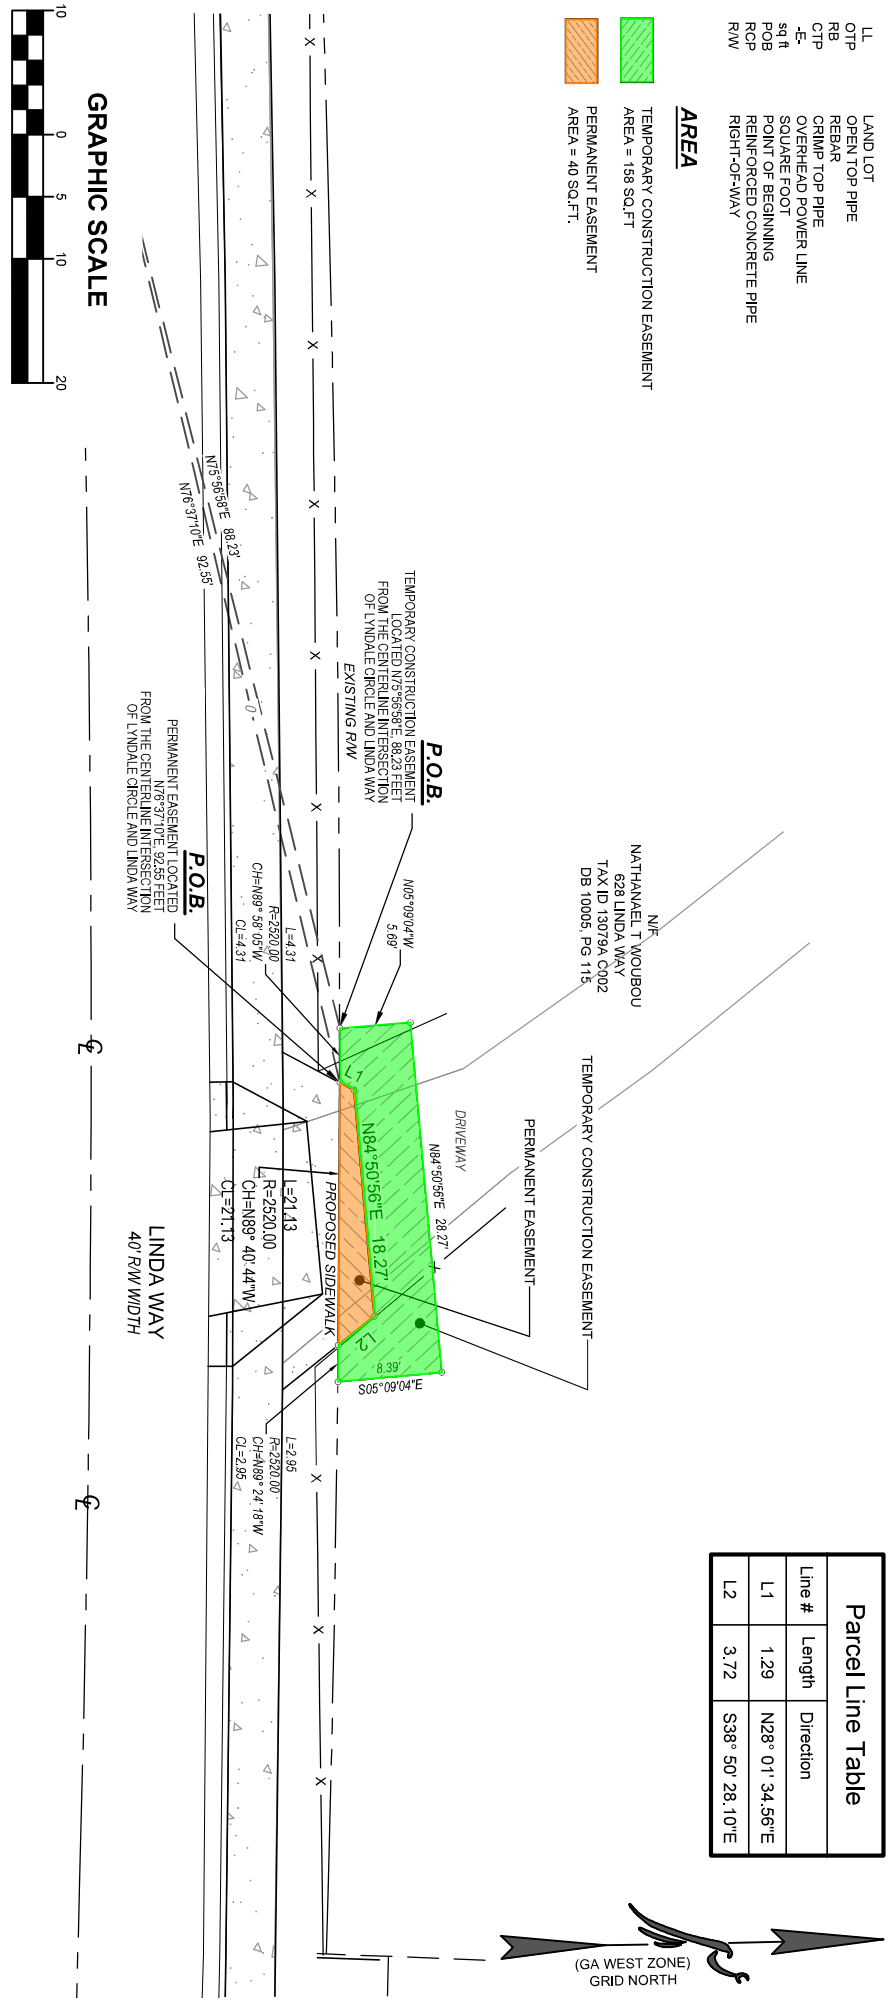 LL LAND LOT
OTP OPEN TOP PIPE
RB REBAR
CTP CRIMP TOP PIPE
-E- OVERHEAD POWER LINE
sq ft SQUARE FOOT
POB POINT OF BEGINNING
RCP REINFORCED CONCRETE PIPE
R/W RIGHT-OF-WAY
AREA
TEMPORARY CONSTRUCTION EASEMENT
AREA = 158 SQ.FT
PERMANENT EASEMENT
AREA = 40 SQ.FT.
10 0 5 10 20
GRAPHIC SCALE
N/F
NATHANAEL T WOUBOU
628 LINDA WAY
TAX ID 13079A C002
DB 10005, PG 115
TEMPORARY CONSTRUCTION EASEMENT
PERMANENT EASEMENT
P.O.B.
TEMPORARY CONSTRUCTION EASEMENT
LOCATED N75°56'58"E, 88.23 FEET
FROM THE CENTERLINE INTERSECTION
OF LYNDALE CIRCLE AND LINDA WAY
EXISTING R/W
N05°09'04"W
5.69'
DRIVEWAY
N84°50'56"E 28.27'
L1
N84°50'56"E 18.27'
L2
8.39'
S05°09'04"E
PROPOSED SIDEWALK
L=4.31
R=2520.00
CH=N89° 58' 05"W
CL=4.31
L=21.13
R=2520.00
CH=N89° 40' 44"W
CL=21.13
L=2.95
R=2520.00
CH=N89° 24' 18"W
CL=2.95
N75°56'58"E 88.23'
N76°37'10"E 92.55'
P.O.B.
PERMANENT EASEMENT LOCATED
N76°37'10"E, 92.55 FEET
FROM THE CENTERLINE INTERSECTION
OF LYNDALE CIRCLE AND LINDA WAY
LINDA WAY
40' R/W WIDTH
X X X X X X X X X X
CL
CL
Parcel Line Table
Line # Length Direction
L1 1.29 N28° 01' 34.56"E
L2 3.72 S38° 50' 28.10"E
(GA WEST ZONE)
GRID NORTH